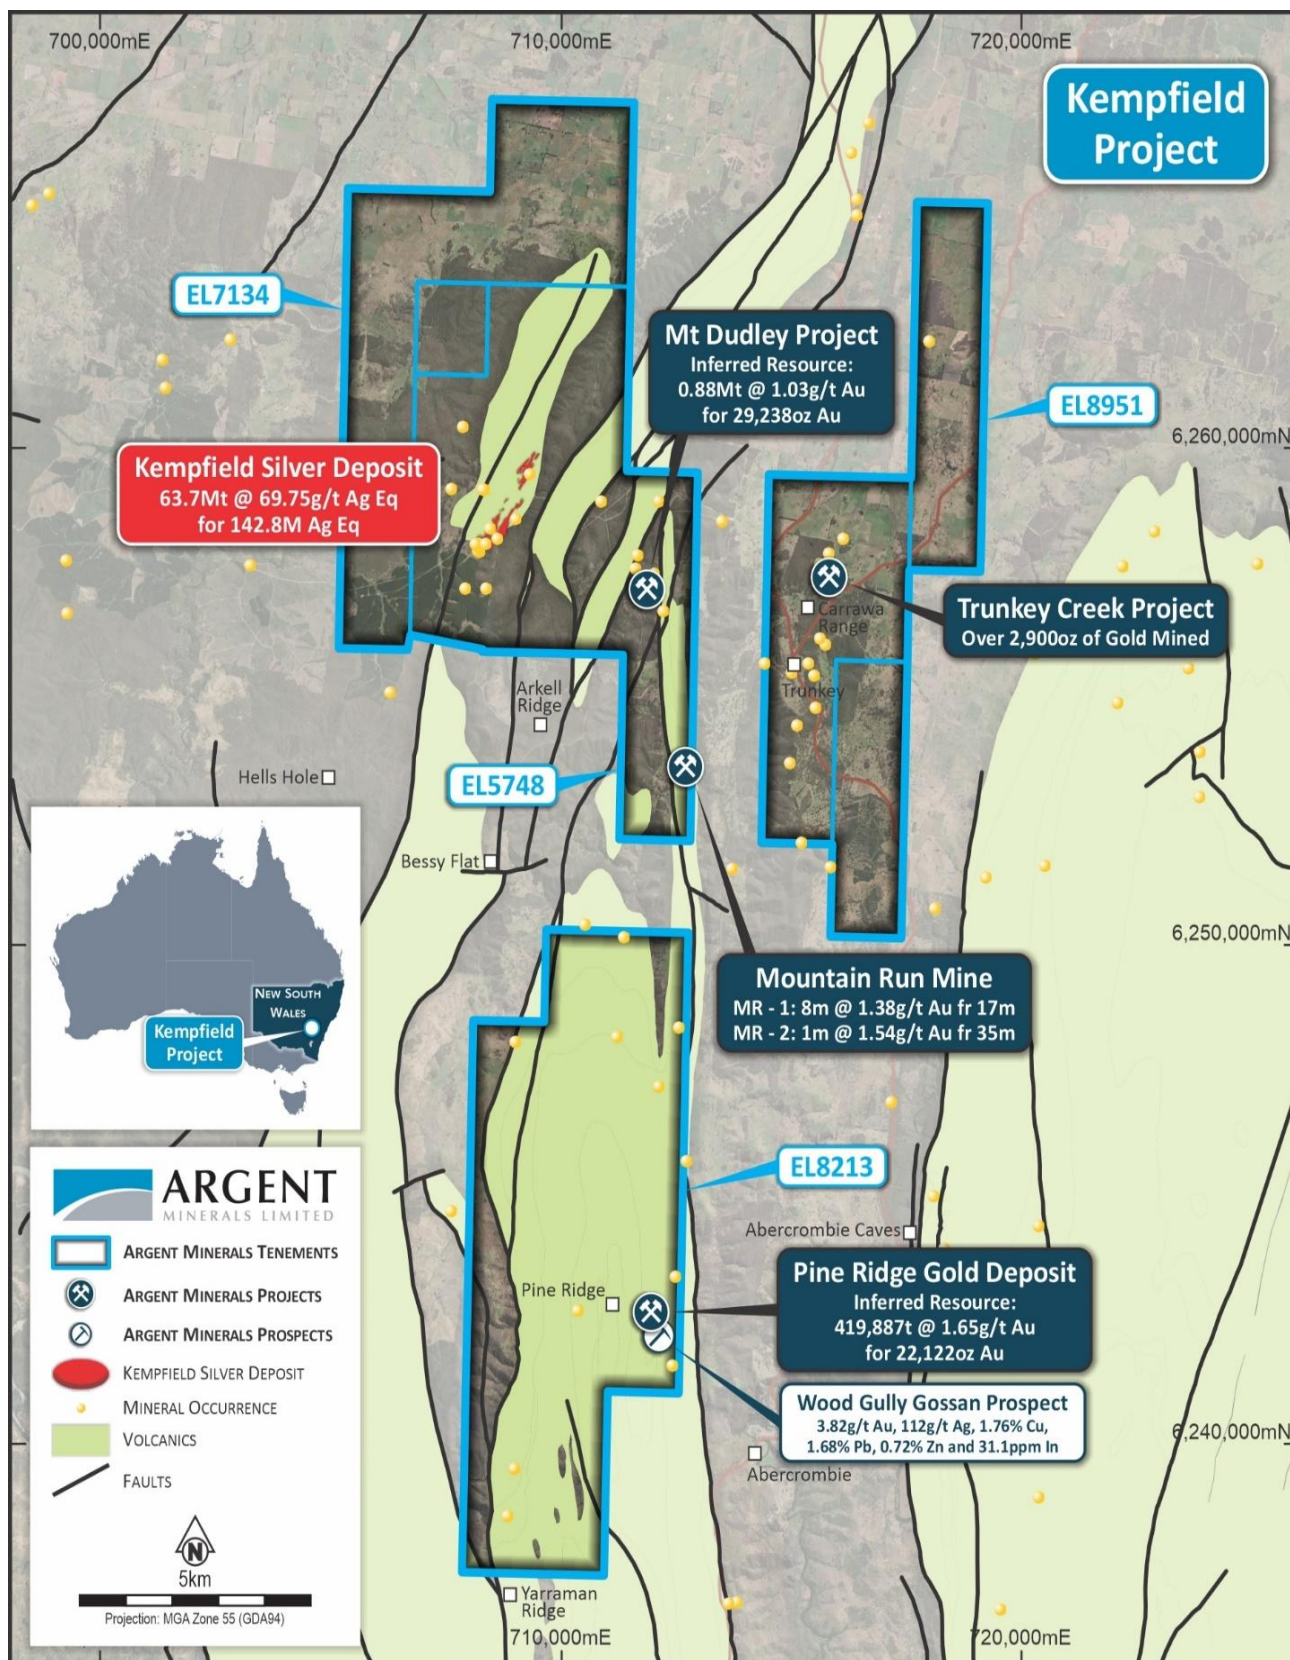 700,000mE
710,000mE
720,000mE
Kempfield
Project
EL7134
Mt Dudley Project
Inferred Resource:
0.88Mt @ 1.03g/t Au
for 29,238oz Au
EL8951
6,260,000mN
Kempfield Silver Deposit
63.7Mt @ 69.75g/t Ag Eq
for 142.8M Ag Eq
Carrawa
Range
Trunkey Creek Project
Over 2,900oz of Gold Mined
Trunkey
Arkell
Ridge
Hells Hole
EL5748
Bessy Flat
6,250,000mN
Mountain Run Mine
MR - 1: 8m @ 1.38g/t Au fr 17m
MR - 2: 1m @ 1.54g/t Au fr 35m
NEW SOUTH
WALES
Kempfield
Project
EL8213
Abercrombie Caves
Pine Ridge
Pine Ridge Gold Deposit
Inferred Resource:
419,887t @ 1.65g/t Au
for 22,122oz Au
Wood Gully Gossan Prospect
3.82g/t Au, 112g/t Ag, 1.76% Cu,
1.68% Pb, 0.72% Zn and 31.1ppm In
6,240,000mN
Abercrombie
Yarraman
Ridge
710,000mE
720,000mE
ARGENT
MINERALS LIMITED
ARGENT MINERALS TENEMENTS
ARGENT MINERALS PROJECTS
ARGENT MINERALS PROSPECTS
KEMPFIELD SILVER DEPOSIT
MINERAL OCCURRENCE
VOLCANICS
FAULTS
N
5km
Projection: MGA Zone 55 (GDA94)